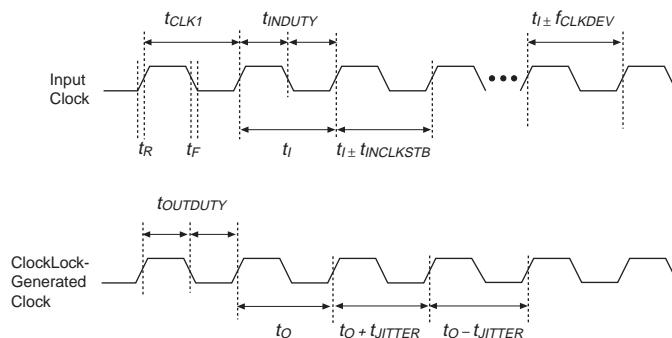 tCLK1 tINDUTY tI ± fCLKDEV
Input
Clock
tR tF tI tI ± tINCLKSTB
tOUTDUTY
ClockLock-
Generated
Clock
tO tO + tJITTER tO – tJITTER